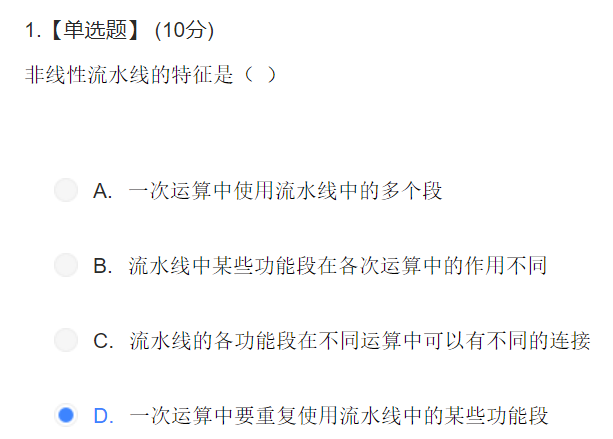 1.【单选题】 (10分)
非线性流水线的特征是（ ）
A. 一次运算中使用流水线中的多个段
B. 流水线中某些功能段在各次运算中的作用不同
C. 流水线的各功能段在不同运算中可以有不同的连接
D. 一次运算中要重复使用流水线中的某些功能段